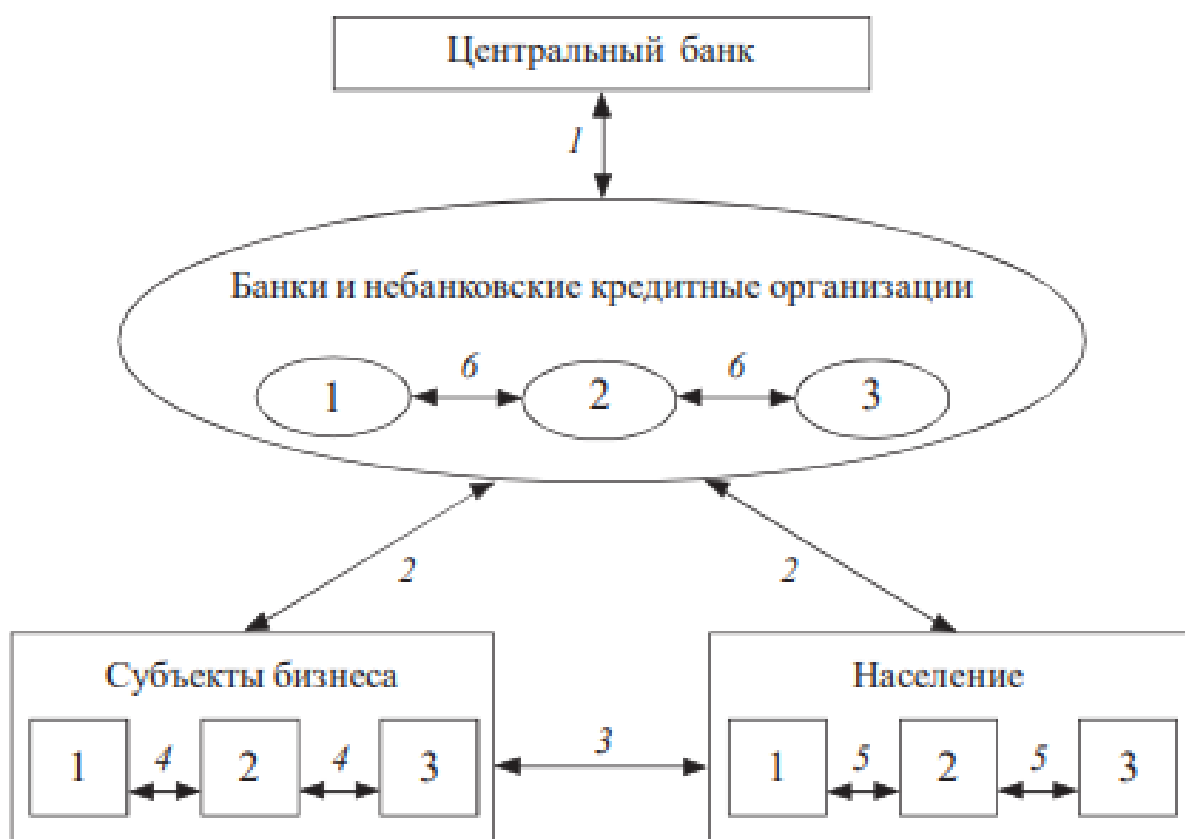 Центральный банк
1
Банки и небанковские кредитные организации
6 6
1 2 3
2 2
Субъекты бизнеса Население
3
4 4 5 5
1 2 3 1 2 3